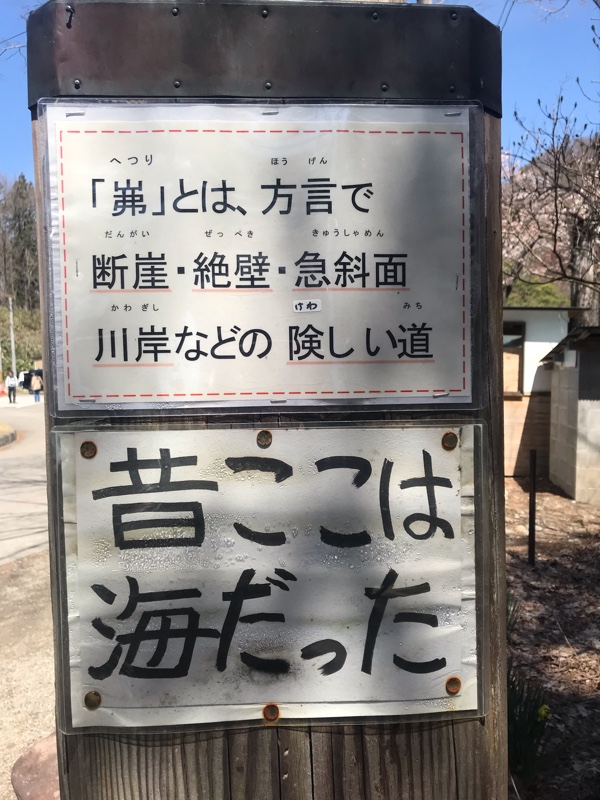 へつり ほう げん
「岪」とは、方言で
だんがい ぜっ ぺき きゅうしゃめん
断崖・絶壁・急斜面
かわ ぎし けわ みち
川岸などの 険しい道
昔ここは
海だった